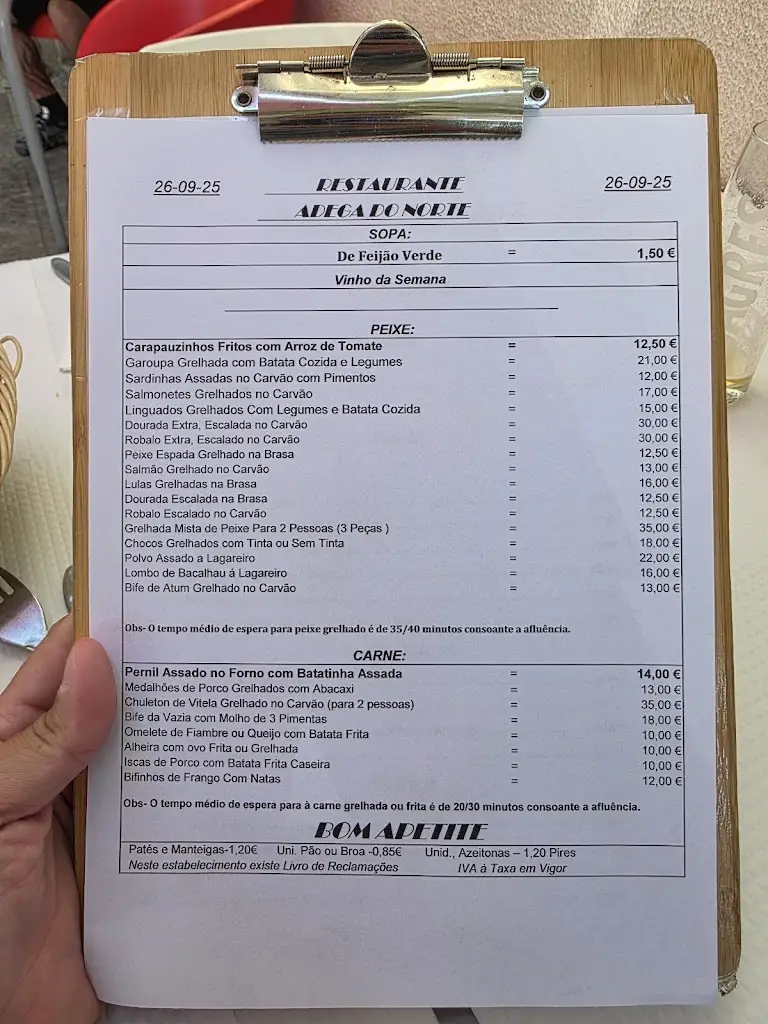 26-09-25 RESTAURANTE 26-09-25
ADEGA DO NORTE
SOPA:
De Feijão Verde = 1,50 €
Vinho da Semana
PEIXE:
Carapauzinhos Fritos com Arroz de Tomate = 12,50 €
Garoupa Grelhada com Batata Cozida e Legumes = 21,00 €
Sardinhas Assadas no Carvão com Pimentos = 12,00 €
Salmonetes Grelhados no Carvão = 17,00 €
Linguados Grelhados Com Legumes e Batata Cozida = 15,00 €
Dourada Extra, Escalada no Carvão = 30,00 €
Robalo Extra, Escalado no Carvão = 30,00 €
Peixe Espada Grelhado na Brasa = 12,50 €
Salmão Grelhado no Carvão = 13,00 €
Lulas Grelhadas na Brasa = 16,00 €
Dourada Escalada na Brasa = 12,50 €
Robalo Escalado no Carvão = 12,50 €
Grelhada Mista de Peixe Para 2 Pessoas (3 Peças ) = 35,00 €
Chocos Grelhados com Tinta ou Sem Tinta = 18,00 €
Polvo Assado a Lagareiro = 22,00 €
Lombo de Bacalhau á Lagareiro = 16,00 €
Bife de Atum Grelhado no Carvão = 13,00 €
Obs- O tempo médio de espera para peixe grelhado é de 35/40 minutos consoante a afluência.
CARNE:
Pernil Assado no Forno com Batatinha Assada = 14,00 €
Medalhões de Porco Grelhados com Abacaxi = 13,00 €
Chuleton de Vitela Grelhado no Carvão (para 2 pessoas) = 35,00 €
Bife da Vazia com Molho de 3 Pimentas = 18,00 €
Omelete de Fiambre ou Queijo com Batata Frita = 10,00 €
Alheira com ovo Frita ou Grelhada = 10,00 €
Iscas de Porco com Batata Frita Caseira = 10,00 €
Bifinhos de Frango Com Natas = 12,00 €
Obs- O tempo médio de espera para à carne grelhada ou frita é de 20/30 minutos consoante a afluência.
BOM APETITE
Patés e Manteigas-1,20€ Uni. Pão ou Broa -0,85€ Unid., Azeitonas – 1,20 Pires
Neste estabelecimento existe Livro de Reclamações IVA à Taxa em Vigor